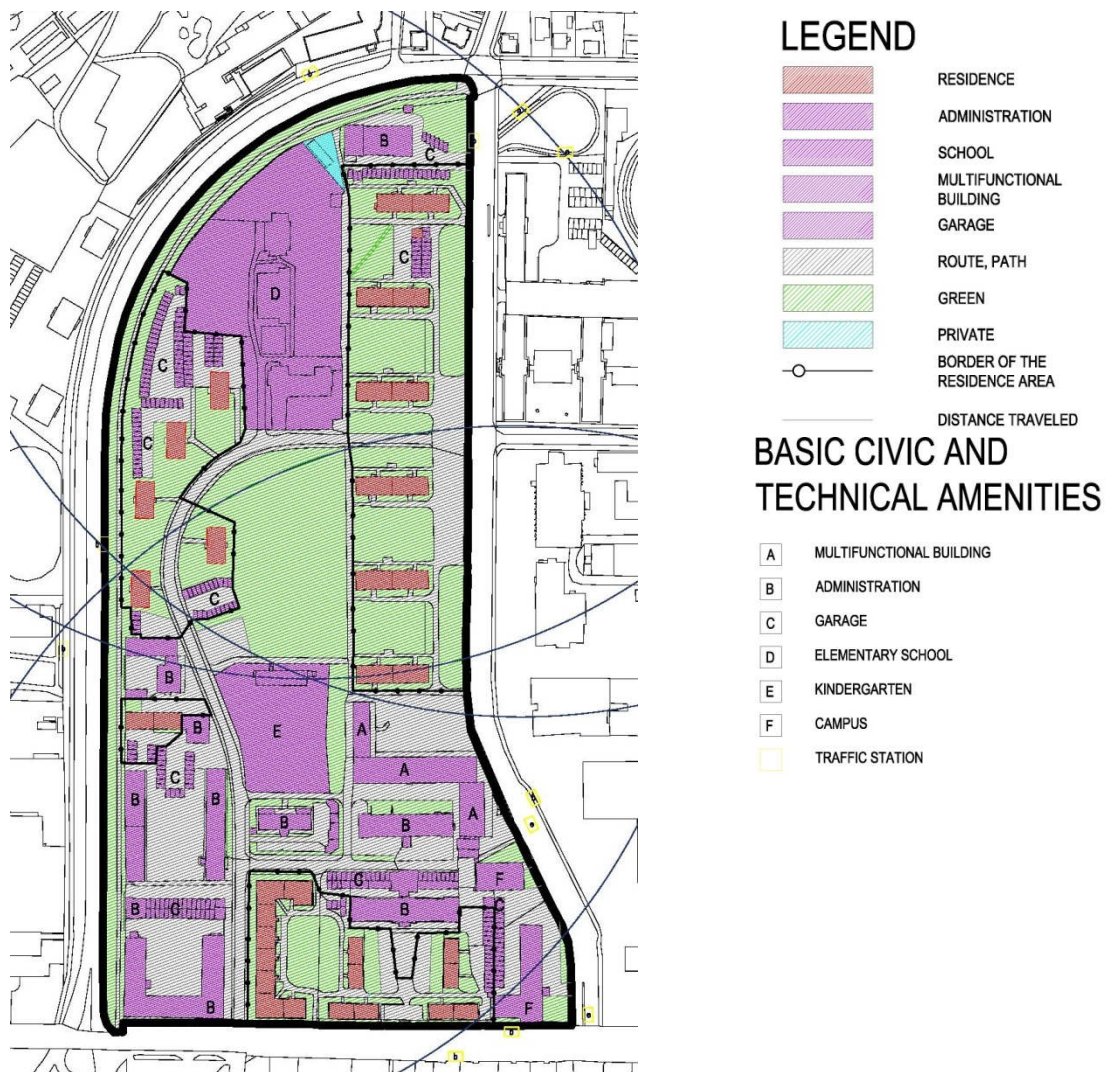 LEGEND
RESIDENCE
ADMINISTRATION
SCHOOL
MULTIFUNCTIONAL
BUILDING
GARAGE
ROUTE, PATH
GREEN
PRIVATE
BORDER OF THE
RESIDENCE AREA
DISTANCE TRAVELED
BASIC CIVIC AND
TECHNICAL AMENITIES
A MULTIFUNCTIONAL BUILDING
B ADMINISTRATION
C GARAGE
D ELEMENTARY SCHOOL
E KINDERGARTEN
F CAMPUS
TRAFFIC STATION
B
C
C
D
C
C
C
B
B
E
A
A
C
B
B
B
B
A
C
F
B
C
B
C
B
F